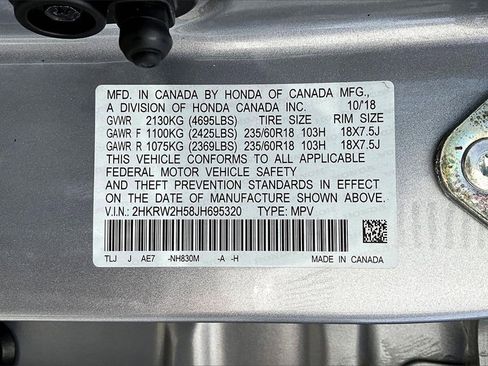 MFD. IN CANADA BY HONDA OF CANADA MFG.,
A DIVISION OF HONDA CANADA INC. 10/'18
GVWR 2130KG (4695LBS) TIRE SIZE RIM SIZE
GAWR F 1100KG (2425LBS) 235/60R18 103H 18X7.5J
GAWR R 1075KG (2369LBS) 235/60R18 103H 18X7.5J
THIS VEHICLE CONFORMS TO ALL APPLICABLE
FEDERAL MOTOR VEHICLE SAFETY
AND THEFT PREVENTION STANDARDS IN EFFECT
ON THE DATE OF MANUFACTURE SHOWN ABOVE.
V.I.N.: 2HKRW2H58JH695320 TYPE: MPV
TLJ J AE7 -NH830M -A -H MADE IN CANADA